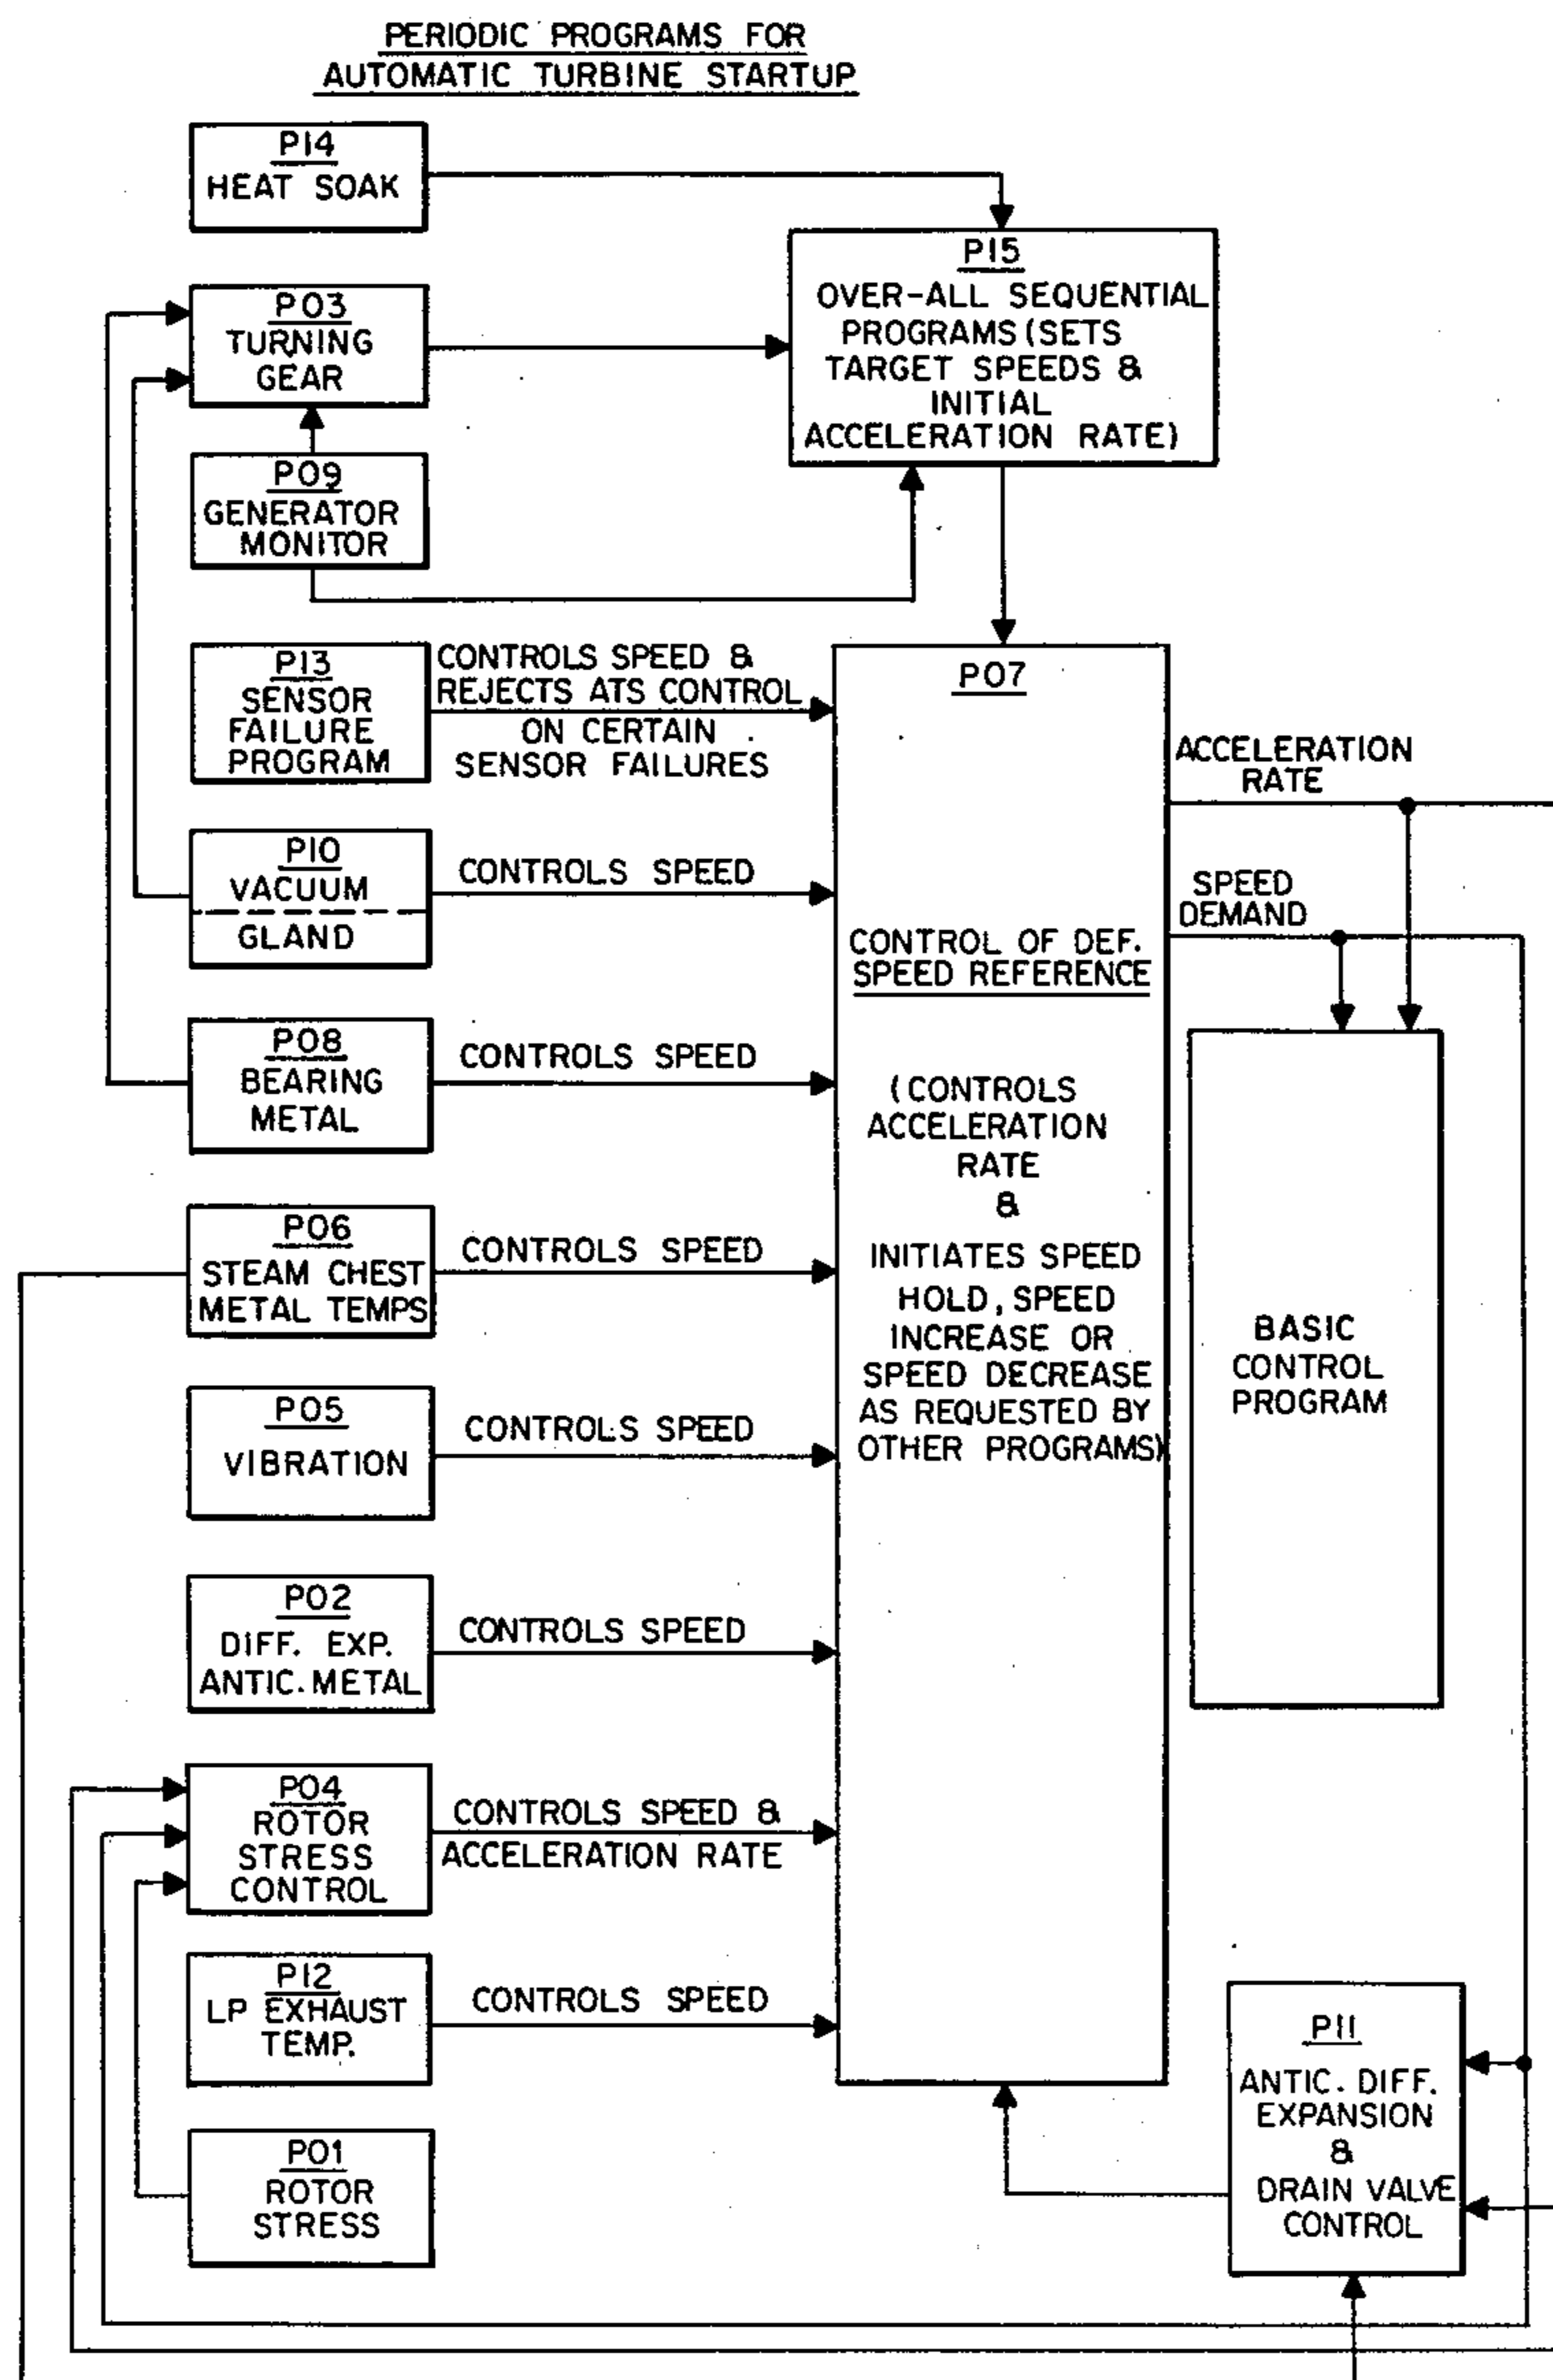 PERIODIC PROGRAMS FOR
AUTOMATIC TURBINE STARTUP
P14
HEAT SOAK
P15
OVER-ALL SEQUENTIAL
PROGRAMS (SETS
TARGET SPEEDS &
INITIAL
ACCELERATION RATE)
P03
TURNING
GEAR
P09
GENERATOR
MONITOR
P13
SENSOR
FAILURE
PROGRAM
CONTROLS SPEED &
REJECTS ATS CONTROL
ON CERTAIN
SENSOR FAILURES
P07
CONTROL OF DEF.
SPEED REFERENCE
(CONTROLS
ACCELERATION
RATE
&
INITIATES SPEED
HOLD, SPEED
INCREASE OR
SPEED DECREASE
AS REQUESTED BY
OTHER PROGRAMS)
ACCELERATION
RATE
SPEED
DEMAND
P10
VACUUM
GLAND
CONTROLS SPEED
P08
BEARING
METAL
CONTROLS SPEED
P06
STEAM CHEST
METAL TEMPS
CONTROLS SPEED
BASIC
CONTROL
PROGRAM
P05
VIBRATION
CONTROLS SPEED
P02
DIFF. EXP.
ANTIC. METAL
CONTROLS SPEED
P04
ROTOR
STRESS
CONTROL
CONTROLS SPEED &
ACCELERATION RATE
P12
LP EXHAUST
TEMP.
CONTROLS SPEED
P11
ANTIC. DIFF.
EXPANSION
&
DRAIN VALVE
CONTROL
P01
ROTOR
STRESS